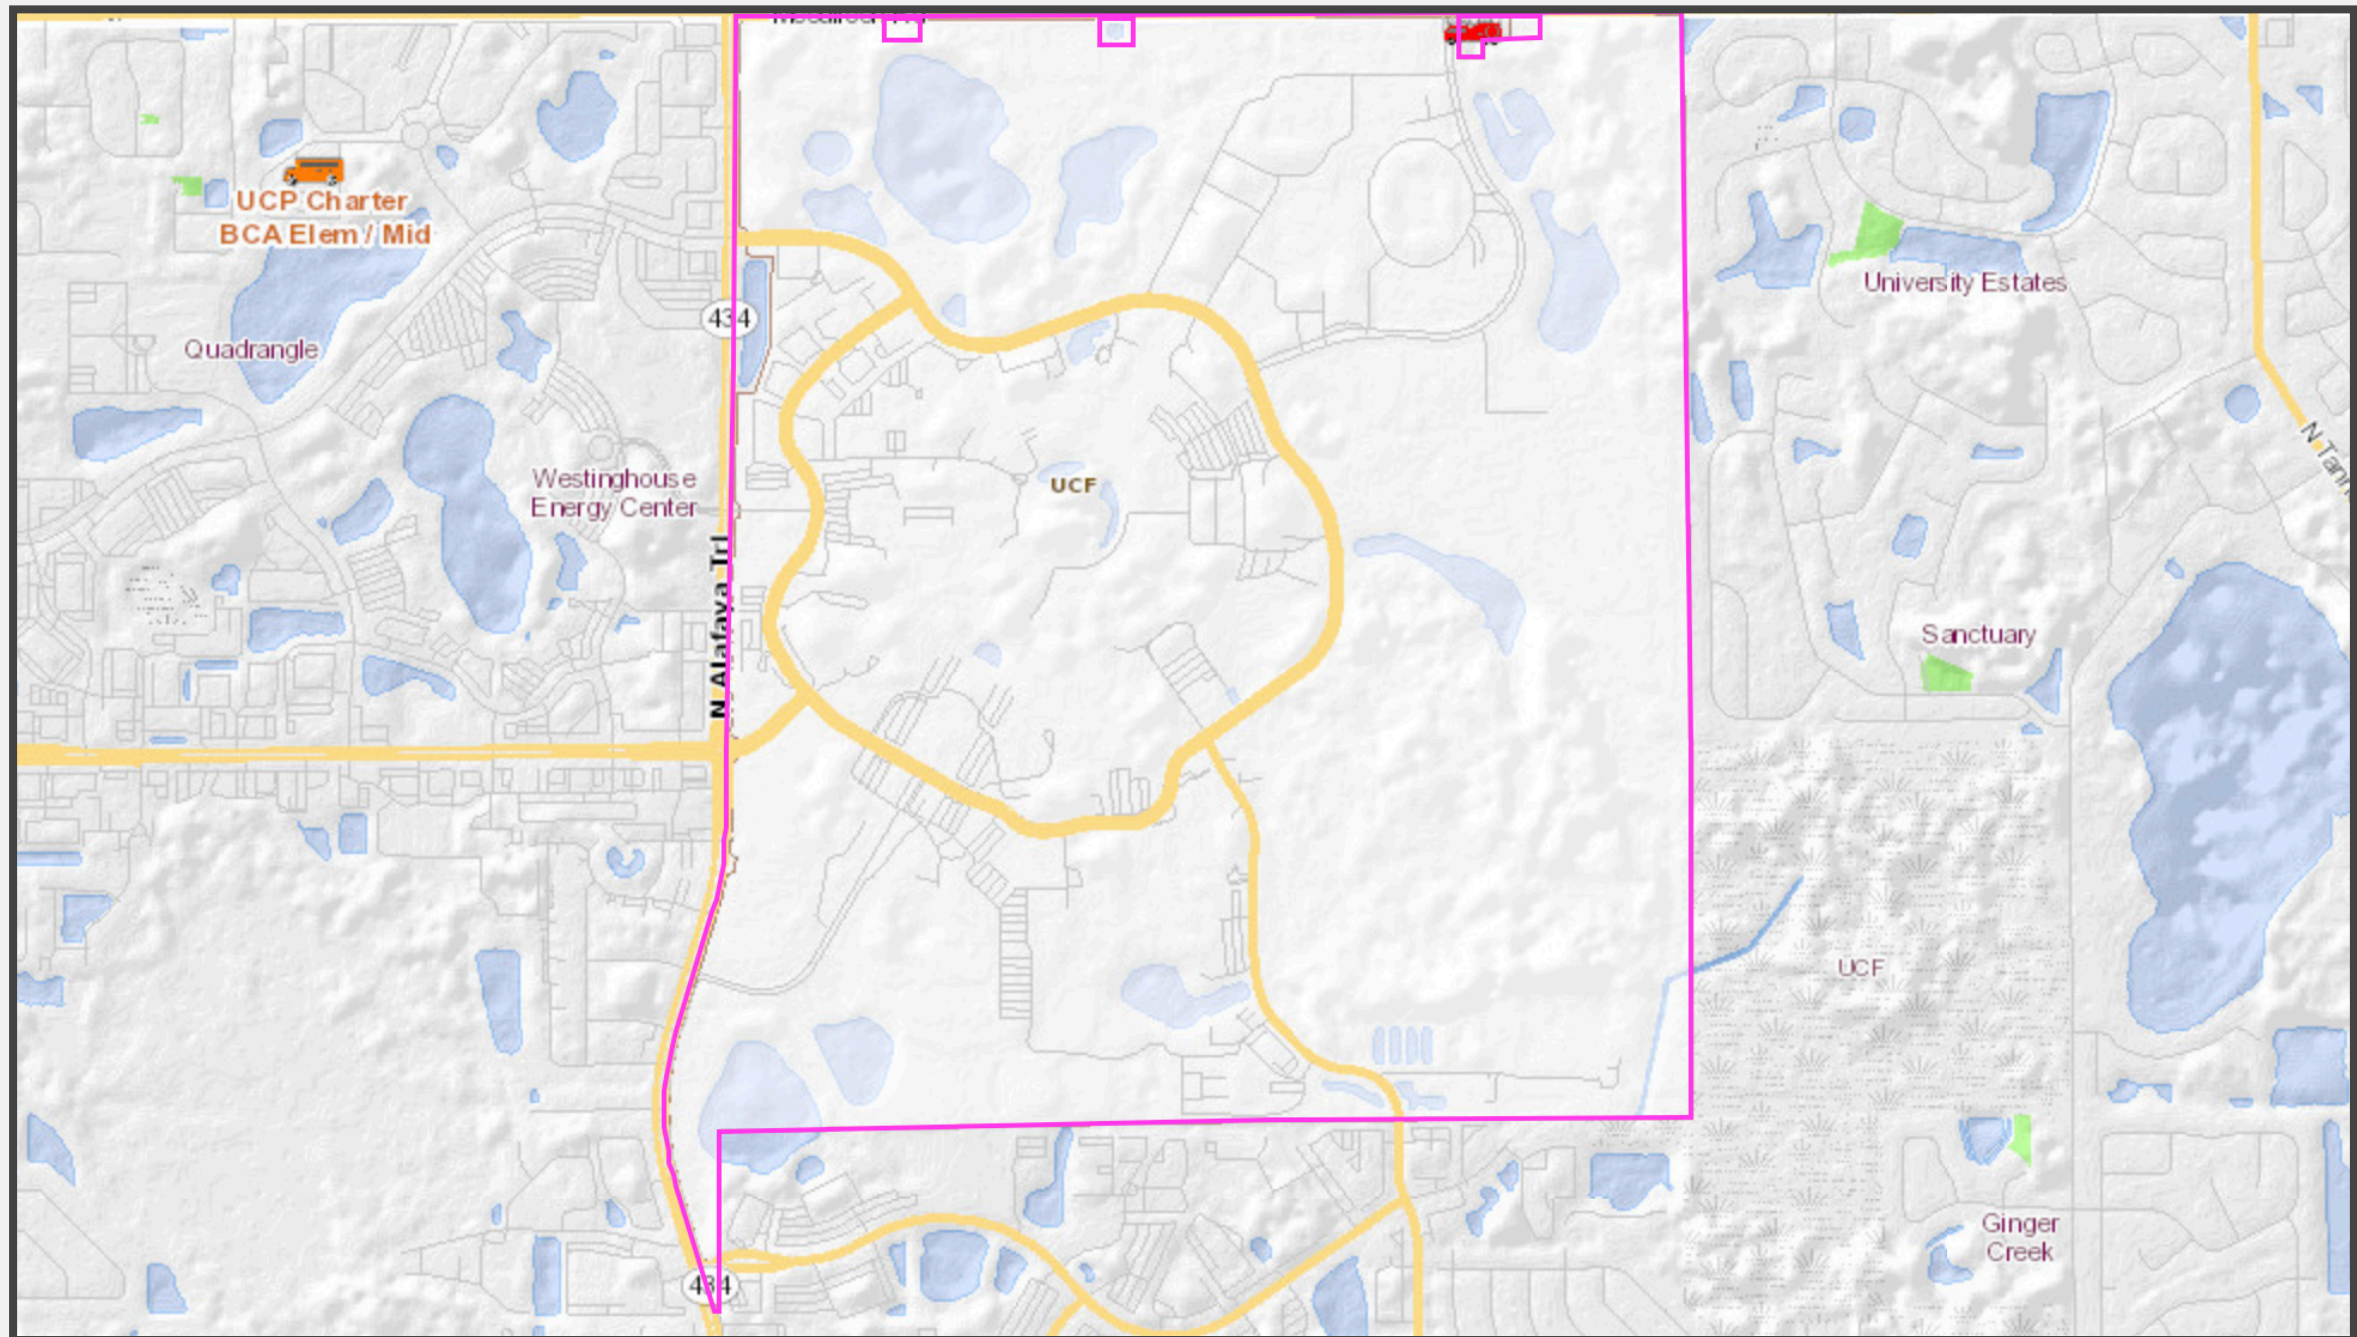 UCP Charter
BCA Elem / Mid
University Estates
434
Quadrangle
Westinghouse
Energy Center
UCF
N Alafaya Trl
Sanctuary
UCF
Ginger
Creek
434